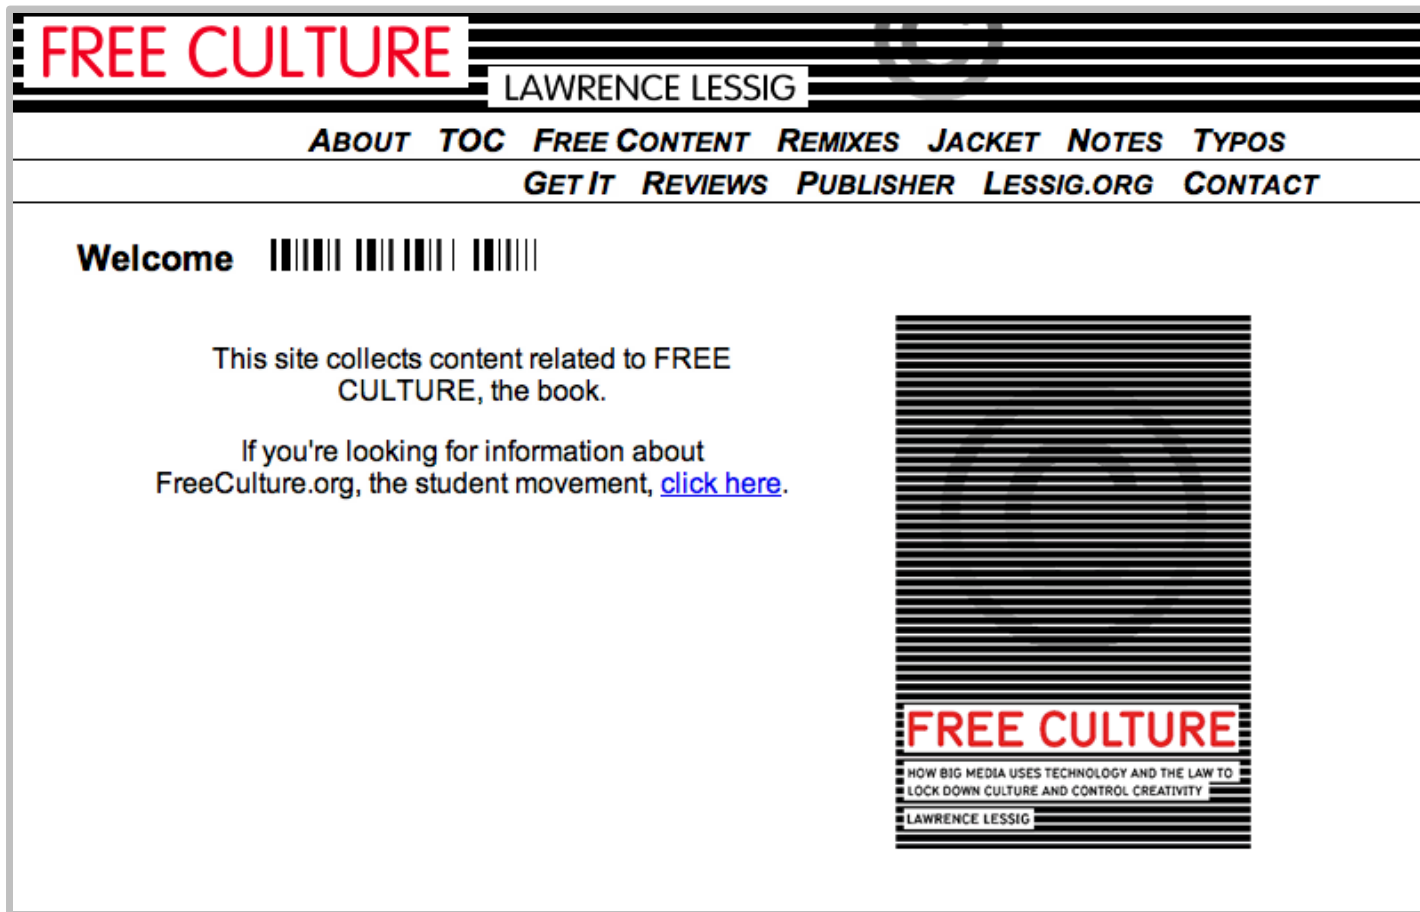 FREE CULTURE
LAWRENCE LESSIG
ABOUT TOC FREE CONTENT REMIXES JACKET NOTES TYPOS
GET IT REVIEWS PUBLISHER LESSIG.ORG CONTACT
Welcome
This site collects content related to FREE
CULTURE, the book.
If you're looking for information about
FreeCulture.org, the student movement, click here.
©
FREE CULTURE
HOW BIG MEDIA USES TECHNOLOGY AND THE LAW TO
LOCK DOWN CULTURE AND CONTROL CREATIVITY
LAWRENCE LESSIG